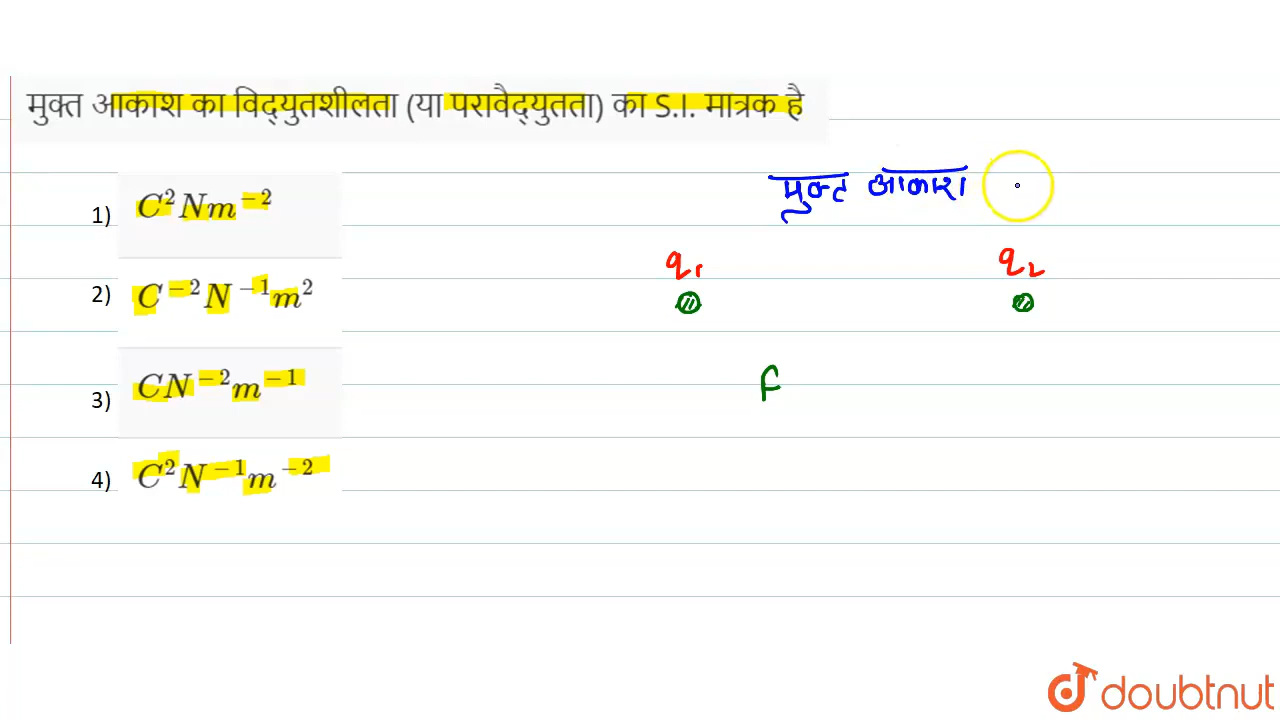 मुक्त आकाश का विद्युतशीलता (या परावैद्युतता) का S.I. मात्रक है
1) C²Nm⁻²
2) C⁻²N⁻¹m²
3) CN⁻²m⁻¹
4) C²N⁻¹m⁻²
मुक्त आकाश
q₁ q₂
F
doubtnut